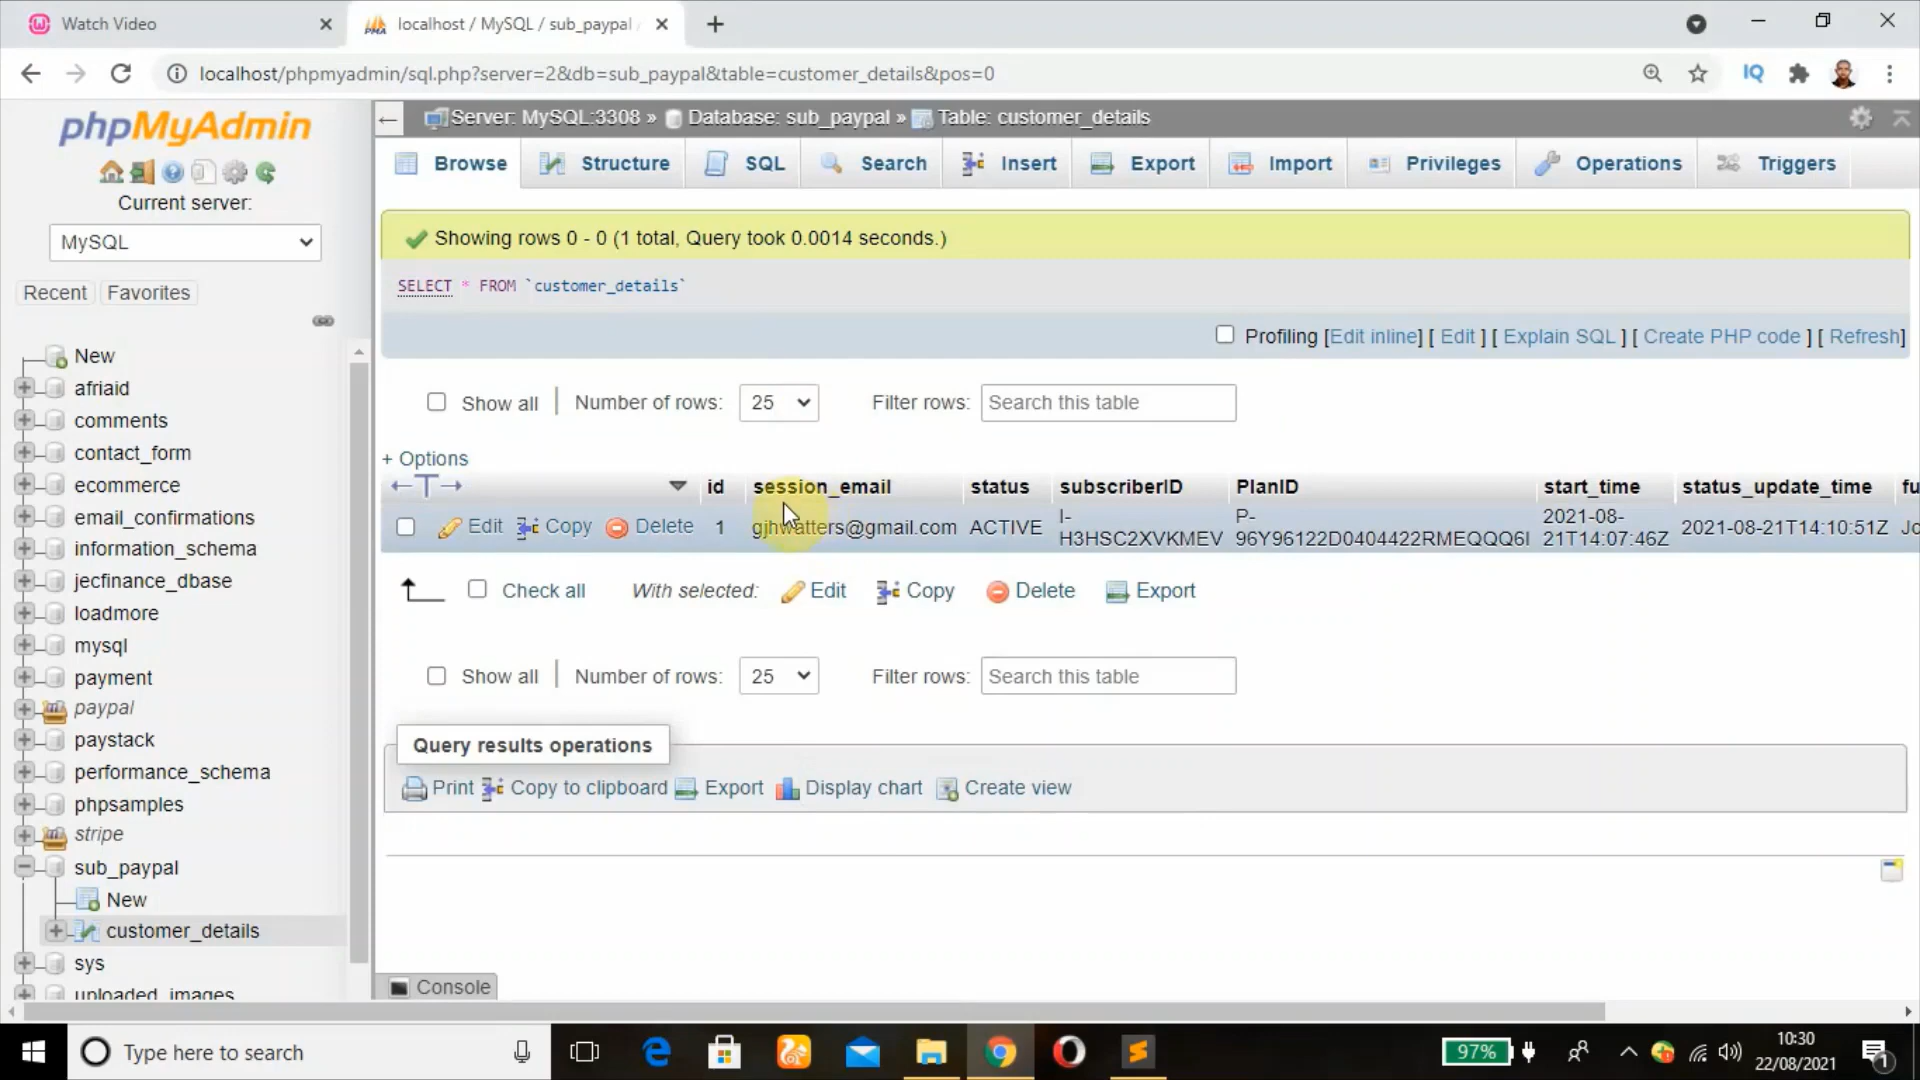 Watch Video
localhost / MySQL / sub_paypal
localhost/phpmyadmin/sql.php?server=2&db=sub_paypal&table=customer_details&pos=0
IQ
phpMyAdmin
Current server:
MySQL
Recent Favorites
New
afriaid
comments
contact_form
ecommerce
email_confirmations
information_schema
jecfinance_dbase
loadmore
mysql
payment
paypal
paystack
performance_schema
phpsamples
stripe
sub_paypal
New
customer_details
sys
uploaded_images
Server: MySQL:3308 » Database: sub_paypal » Table: customer_details
Browse Structure SQL Search Insert Export Import Privileges Operations Triggers
Showing rows 0 - 0 (1 total, Query took 0.0014 seconds.)
SELECT * FROM `customer_details`
Profiling [Edit inline] [ Edit ] [ Explain SQL ] [ Create PHP code ] [ Refresh]
Show all Number of rows: 25 Filter rows: Search this table
+ Options
id session_email status subscriberID PlanID start_time status_update_time fu
Edit Copy Delete 1 gjhwatters@gmail.com ACTIVE I-H3HSC2XVKMEV P-96Y96122D0404422RMEQQQ6I 2021-08-21T14:07:46Z 2021-08-21T14:10:51Z Jo
Check all With selected: Edit Copy Delete Export
Show all Number of rows: 25 Filter rows: Search this table
Query results operations
Print Copy to clipboard Export Display chart Create view
Console
Type here to search
97%
10:30
22/08/2021
1